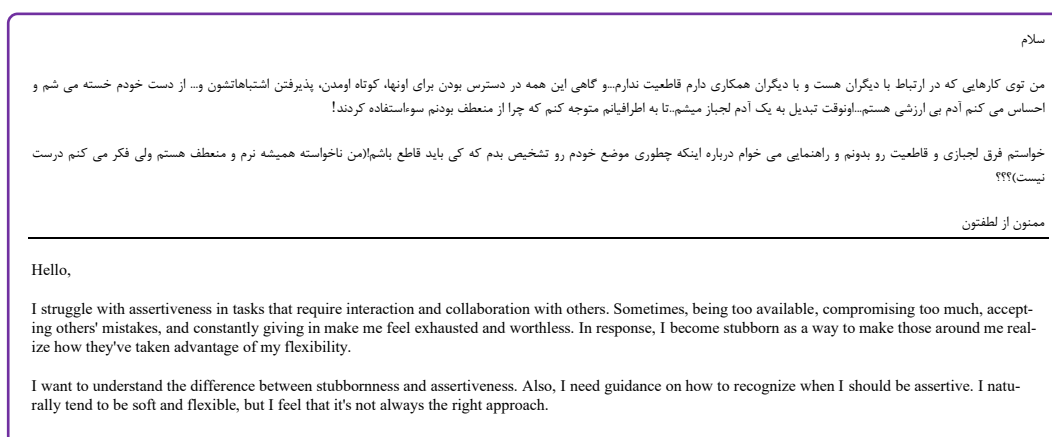 سلام
من توی کارهایی که در ارتباط با دیگران هست و با دیگران همکاری دارم قاطعیت ندارم...و گاهی این همه در دسترس بودن برای اونها، کوتاه اومدن، پذیرفتن اشتباهاتشون و... از دست خودم خسته می شم و
احساس می کنم آدم بی ارزشی هستم...اونوقت تبدیل به یک آدم لجباز میشم..تا به اطرافیانم متوجه کنم که چرا از منعطف بودنم سوءاستفاده کردند!
خواستم فرق لجبازی و قاطعیت رو بدونم و راهنمایی می خوام درباره اینکه چطوری موضع خودم رو تشخیص بدم که کی باید قاطع باشم!(من ناخواسته همیشه نرم و منعطف هستم ولی فکر می کنم درست
نیست)؟؟؟
ممنون از لطفتون
Hello,
I struggle with assertiveness in tasks that require interaction and collaboration with others. Sometimes, being too available, compromising too much, accept-
ing others' mistakes, and constantly giving in make me feel exhausted and worthless. In response, I become stubborn as a way to make those around me real-
ize how they've taken advantage of my flexibility.
I want to understand the difference between stubbornness and assertiveness. Also, I need guidance on how to recognize when I should be assertive. I natu-
rally tend to be soft and flexible, but I feel that it's not always the right approach.